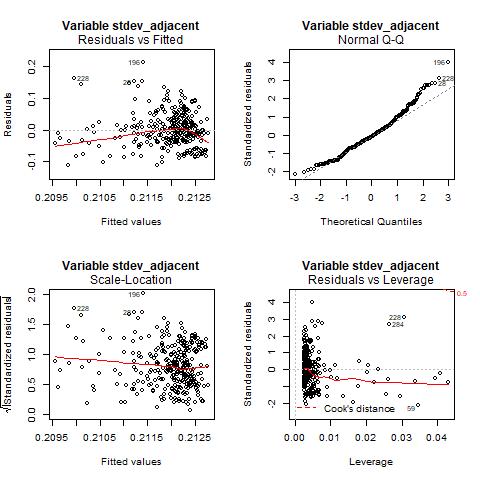 Variable stdev_adjacent
Residuals vs Fitted
Residuals
-0.1 0.0 0.1 0.2
196
228
28
0.2095 0.2105 0.2115 0.2125
Fitted values
Variable stdev_adjacent
Normal Q-Q
Standardized residuals
-2 -1 0 1 2 3 4
196
228
28
-3 -2 -1 0 1 2 3
Theoretical Quantiles
Variable stdev_adjacent
Scale-Location
√|Standardized residuals|
0.0 0.5 1.0 1.5 2.0
196
228
28
0.2095 0.2105 0.2115 0.2125
Fitted values
Variable stdev_adjacent
Residuals vs Leverage
Standardized residuals
-2 0 1 2 3 4
0.5
228
284
59
Cook's distance
0.00 0.01 0.02 0.03 0.04
Leverage